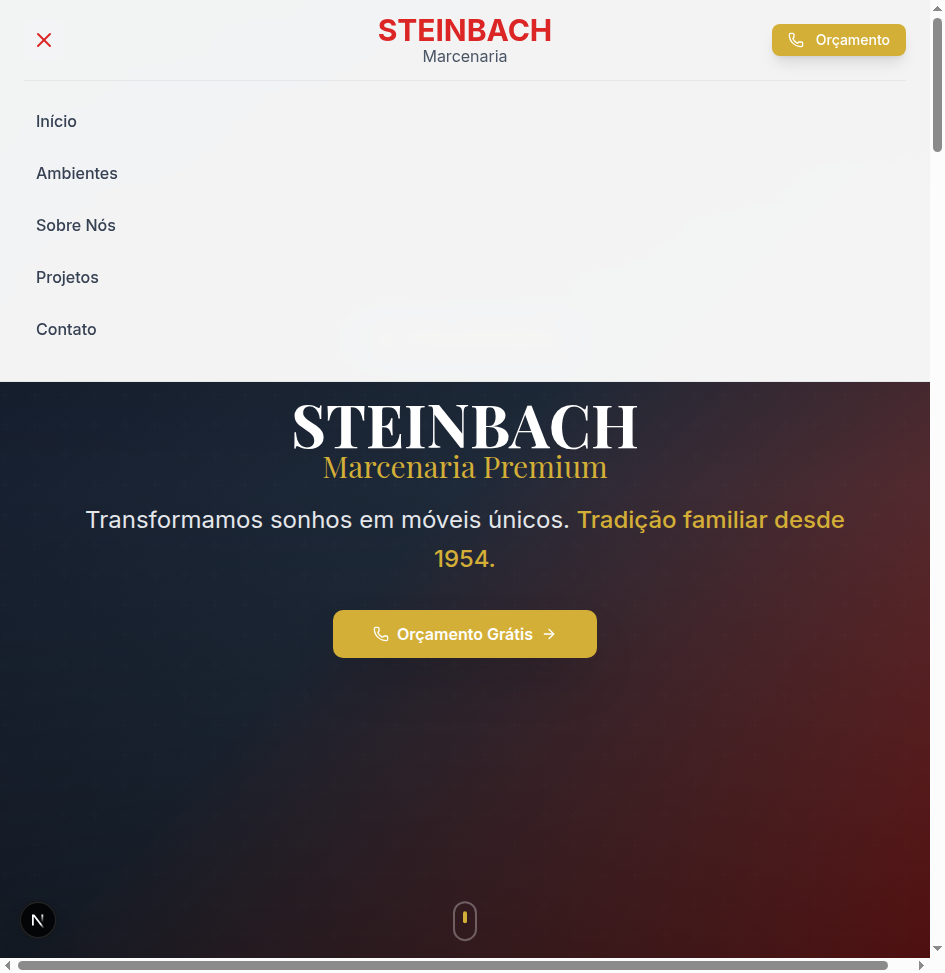 STEINBACH
Marcenaria
Orçamento
Início
Ambientes
Sobre Nós
Projetos
Contato
STEINBACH
Marcenaria Premium
Transformamos sonhos em móveis únicos. Tradição familiar desde
1954.
Orçamento Grátis
N